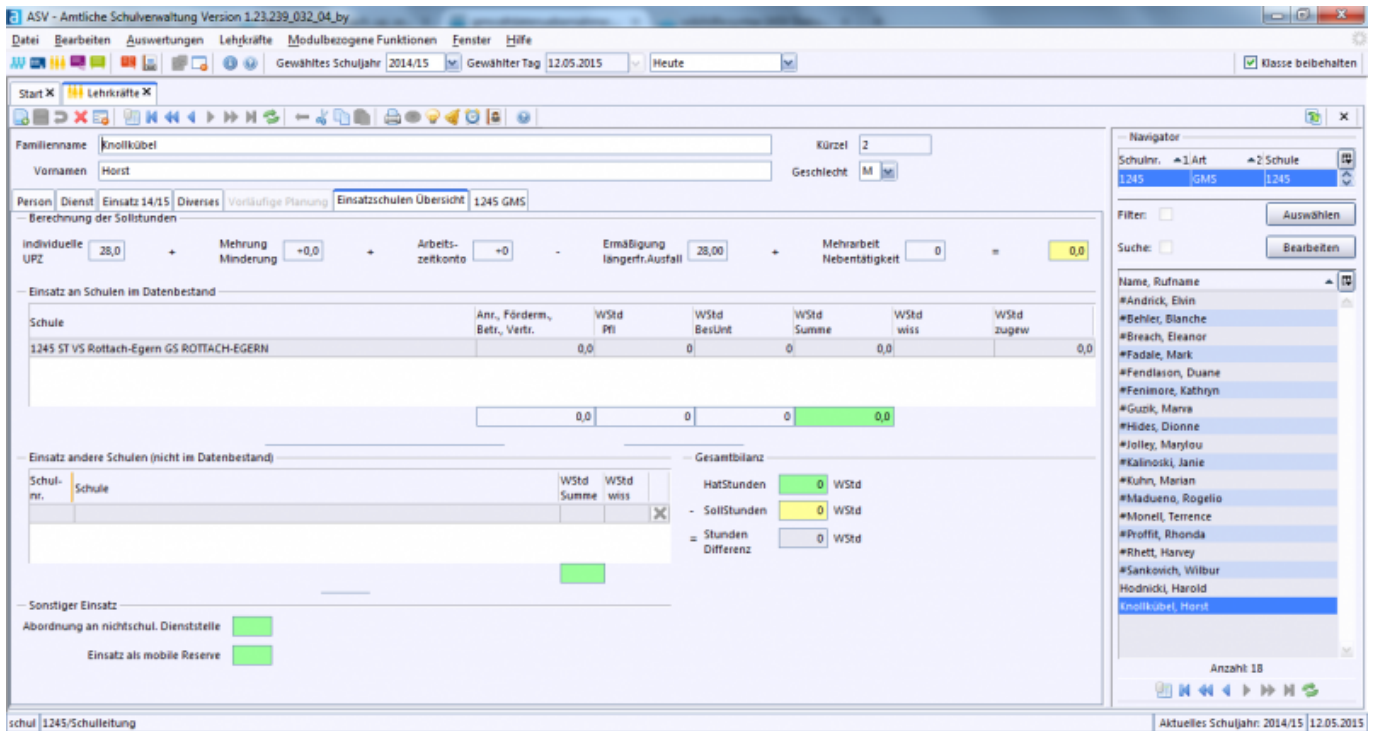 ASV - Amtliche Schulverwaltung Version 1.23.239_032_04_by
Datei Bearbeiten Auswertungen Lehrkräfte Modulbezogene Funktionen Fenster Hilfe
Gewähltes Schuljahr 2014/15 Gewählter Tag 12.05.2015 Heute Klasse beibehalten
Start Lehrkräfte
Familienname Knollkübel Kürzel 2
Vornamen Horst Geschlecht M
Person Dienst Einsatz 14/15 Diverses Vorläufige Planung Einsatzschulen Übersicht 1245 GMS
Berechnung der Sollstunden
individuelle UPZ 28,0 + Mehrung Minderung +0,0 + Arbeits-zeitkonto +0 - Ermäßigung längerfr.Ausfall 28,00 + Mehrarbeit Nebentätigkeit 0 = 0,0
Einsatz an Schulen im Datenbestand
Schule Anr., Förderm., Betr., Vertr. WStd Pfl WStd BesUnt WStd Summe WStd wiss WStd zugew
1245 ST VS Rottach-Egern GS ROTTACH-EGERN 0,0 0 0 0,0 0,0
0,0 0 0 0,0
Einsatz andere Schulen (nicht im Datenbestand)
Schul-nr. Schule WStd Summe WStd wiss
Gesamtbilanz
HatStunden 0 WStd
- SollStunden 0 WStd
= Stunden Differenz 0 WStd
Sonstiger Einsatz
Abordnung an nichtschul. Dienststelle
Einsatz als mobile Reserve
Navigator
Schulnr. 1 Art 2 Schule
1245 GMS 1245
Filter: Auswählen
Suche: Bearbeiten
Name, Rufname
#Andrick, Elvin
#Behler, Blanche
#Breach, Eleanor
#Fadale, Mark
#Fendlason, Duane
#Fenimore, Kathryn
#Guzik, Marva
#Hides, Dionne
#Jolley, Marylou
#Kalinoski, Janie
#Kuhn, Marian
#Madueno, Rogelio
#Monell, Terrence
#Proffit, Rhonda
#Rhett, Harvey
#Sankovich, Wilbur
Hodnicki, Harold
Knollkübel, Horst
Anzahl: 18
schul 1245/Schulleitung Aktuelles Schuljahr: 2014/15 12.05.2015